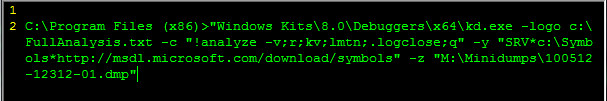 1
2 C:\Program Files (x86)>"Windows Kits\8.0\Debuggers\x64\kd.exe -logo c:\
FullAnalysis.txt -c "!analyze -v;r;kv;lmtn;.logclose;q" -y "SRV*c:\Symb
ols*http://msdl.microsoft.com/download/symbols" -z "M:\Minidumps\100512
-12312-01.dmp"